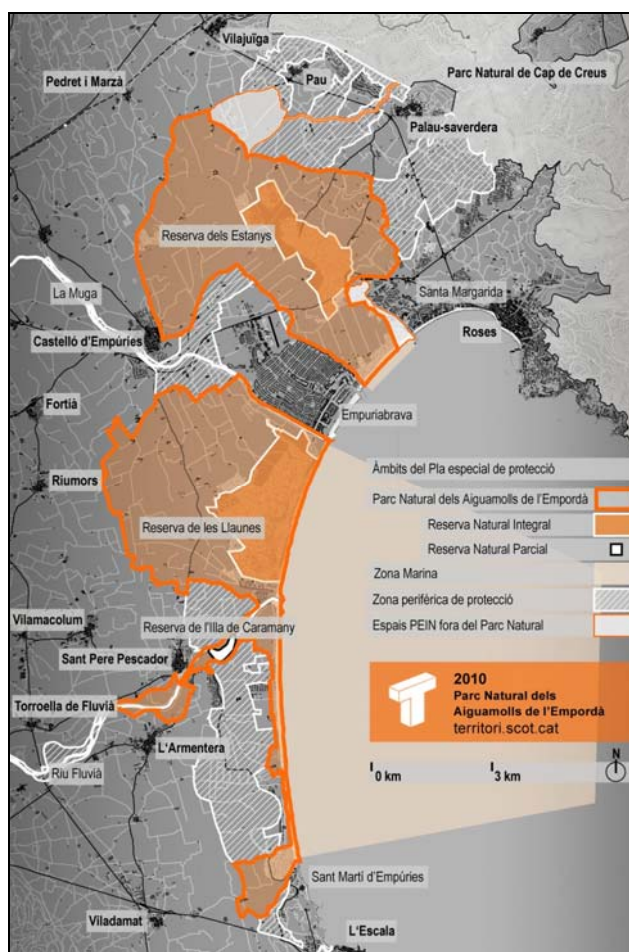 Vilajuïga
Parc Natural de Cap de Creus
Pau
Pedret i Marzà
Palau-saverdera
Reserva dels Estanys
La Muga
Santa Margarida
Roses
Castelló d'Empúries
Fortià
Empuriabrava
Riumors
Àmbits del Pla especial de protecció
Parc Natural dels Aiguamolls de l'Empordà
Reserva de les Llaunes
Reserva Natural Integral
Reserva Natural Parcial
Zona Marina
Zona perifèrica de protecció
Vilamacolum
Reserva de l'Illa de Caramany
Espais PEIN fora del Parc Natural
Sant Pere Pescador
2010
Parc Natural dels
Aiguamolls de l'Empordà
territori.scot.cat
Torroella de Fluvià
L'Armentera
Riu Fluvià
N
0 km
3 km
Sant Martí d'Empúries
Viladamat
L'Escala